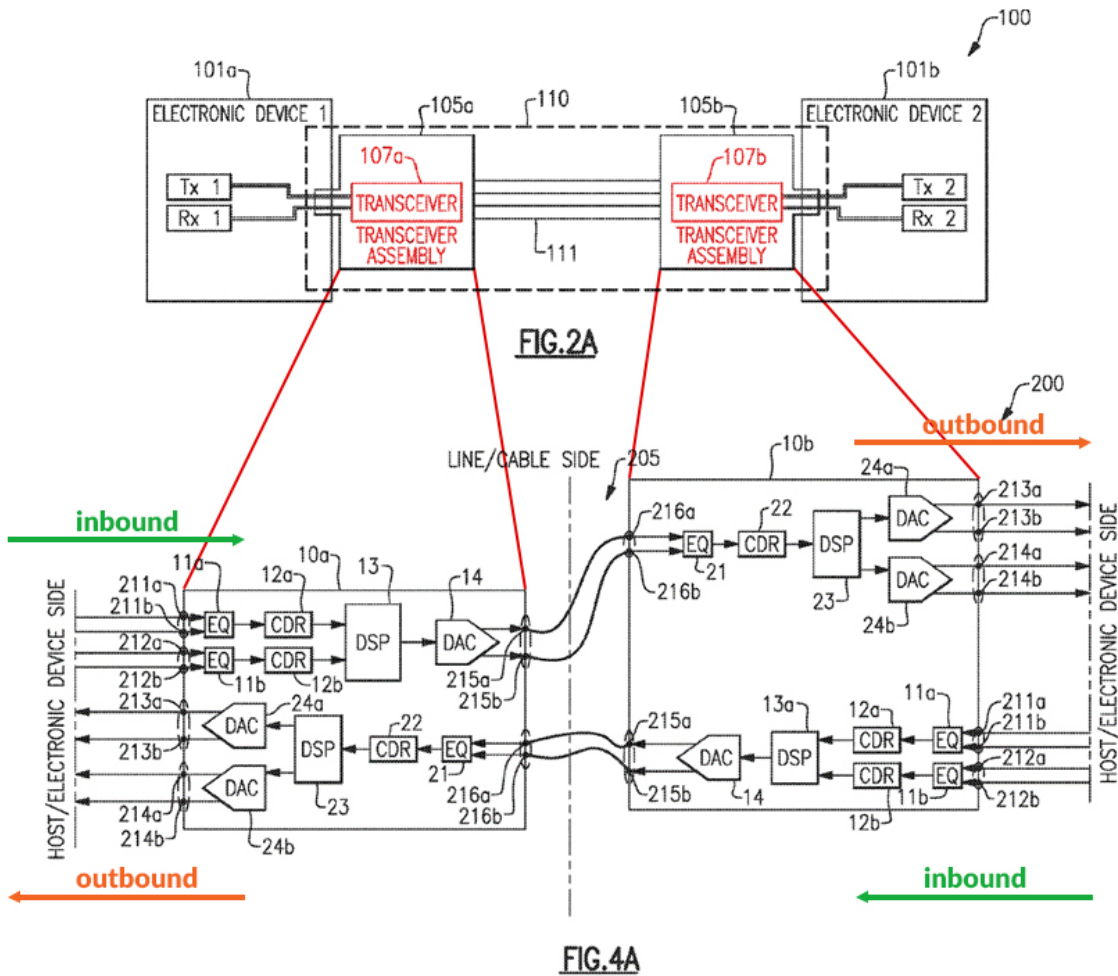 100
101a
101b
ELECTRONIC DEVICE 1
105a
110
105b
ELECTRONIC DEVICE 2
107a
107b
Tx 1
TRANSCEIVER
TRANSCEIVER
Tx 2
Rx 1
Rx 2
TRANSCEIVER
ASSEMBLY
111
TRANSCEIVER
ASSEMBLY
FIG.2A
200
outbound
LINE/CABLE SIDE
205
10b
24a
213a
213b
214a
214b
216a
22
DAC
EQ
CDR
DSP
21
216b
DAC
23
24b
HOST/ELECTRONIC DEVICE SIDE
inbound
10a
13
14
211a
211b
11a
12a
EQ
CDR
DSP
DAC
212a
212b
EQ
CDR
11b
12b
215a
215b
213a
24a
DAC
22
213b
DSP
CDR
EQ
21
214a
DAC
23
216a
214b
24b
216b
HOST/ELECTRONIC DEVICE SIDE
215a
13a
12a
11a
211a
211b
DAC
DSP
CDR
EQ
212a
215b
14
CDR
EQ
212b
12b
11b
outbound
inbound
FIG.4A